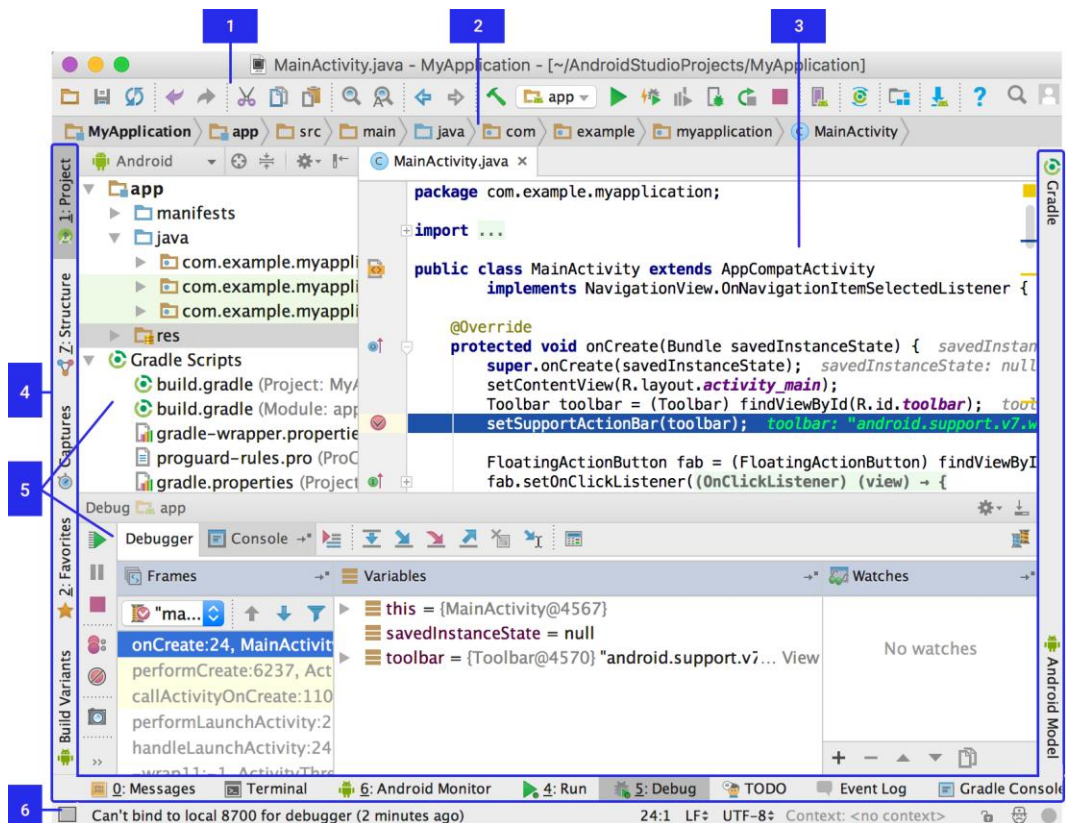 1
2
3
MainActivity.java - MyApplication - [~/AndroidStudioProjects/MyApplication]
app
MyApplication app src main java com example myapplication MainActivity
1: Project
Z: Structure
Captures
2: Favorites
Build Variants
4
5
6
Android
app
manifests
java
com.example.myappli
com.example.myappli
com.example.myappli
res
Gradle Scripts
build.gradle (Project: MyA
build.gradle (Module: app
gradle-wrapper.propertie
proguard-rules.pro (ProG
gradle.properties (Project
MainActivity.java ×
package com.example.myapplication;
import ...
public class MainActivity extends AppCompatActivity
implements NavigationView.OnNavigationItemSelectedListener {
@Override
protected void onCreate(Bundle savedInstanceState) { savedInstan
super.onCreate(savedInstanceState); savedInstanceState: null
setContentView(R.layout.activity_main);
Toolbar toolbar = (Toolbar) findViewById(R.id.toolbar); tool
setSupportActionBar(toolbar); toolbar: "android.support.v7.w
FloatingActionButton fab = (FloatingActionButton) findViewByI
fab.setOnClickListener((OnClickListener) (view) → {
Gradle
Android Model
Debug app
Debugger Console
Frames
Variables
Watches
"ma...
onCreate:24, MainActivit
performCreate:6237, Act
callActivityOnCreate:110
performLaunchActivity:2
handleLaunchActivity:24
-wrap11:-1, ActivityThre
this = {MainActivity@4567}
savedInstanceState = null
toolbar = {Toolbar@4570} "android.support.v7... View
No watches
0: Messages Terminal 6: Android Monitor 4: Run 5: Debug TODO Event Log Gradle Console
Can't bind to local 8700 for debugger (2 minutes ago) 24:1 LF UTF-8 Context: <no context>